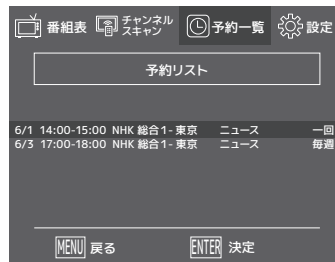 番組表 チャンネルスキャン 予約一覧 設定
予約リスト
6/1 14:00-15:00 NHK 総合1-東京 ニュース 一回
6/3 17:00-18:00 NHK 総合1-東京 ニュース 毎週
MENU 戻る ENTER 決定